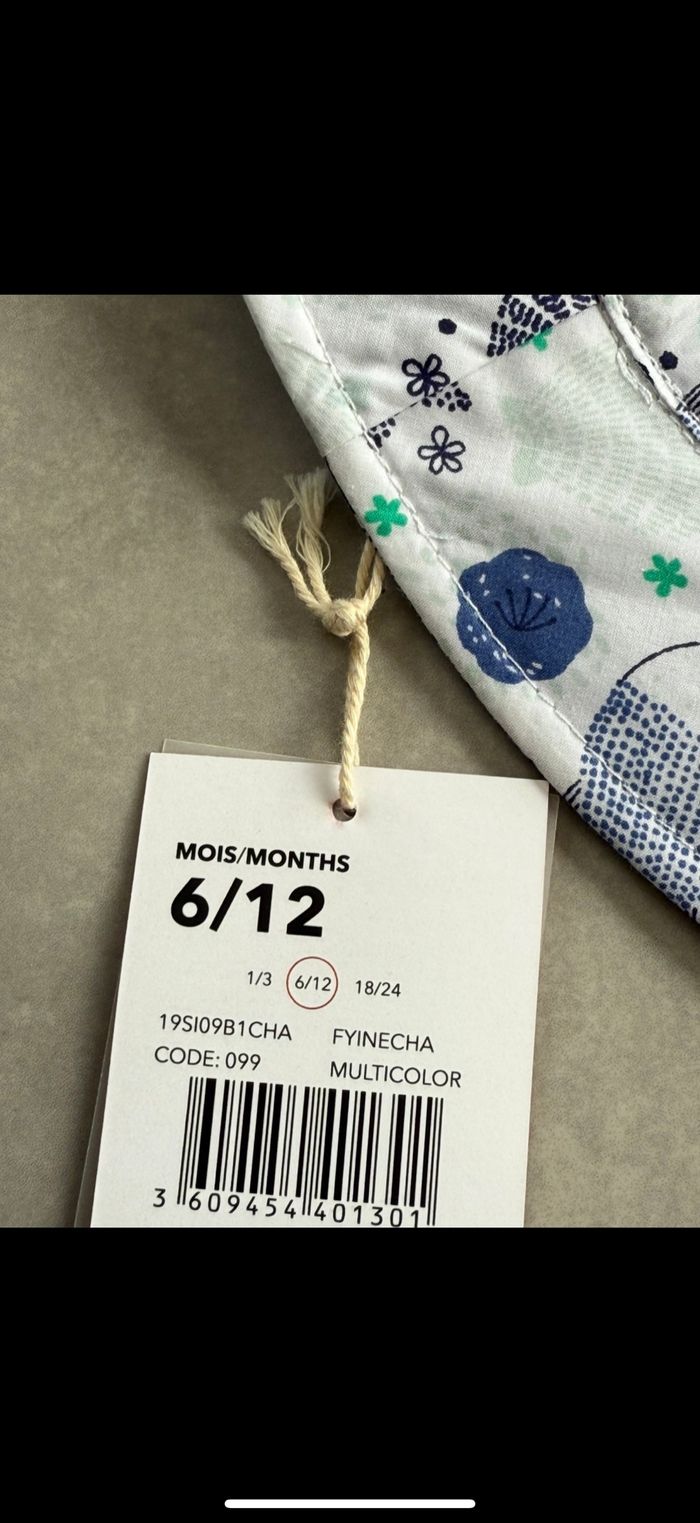 MOIS/MONTHS
6/12
1/3 6/12 18/24
19SI09B1CHA FYINECHA
CODE: 099 MULTICOLOR
3 609454 401301